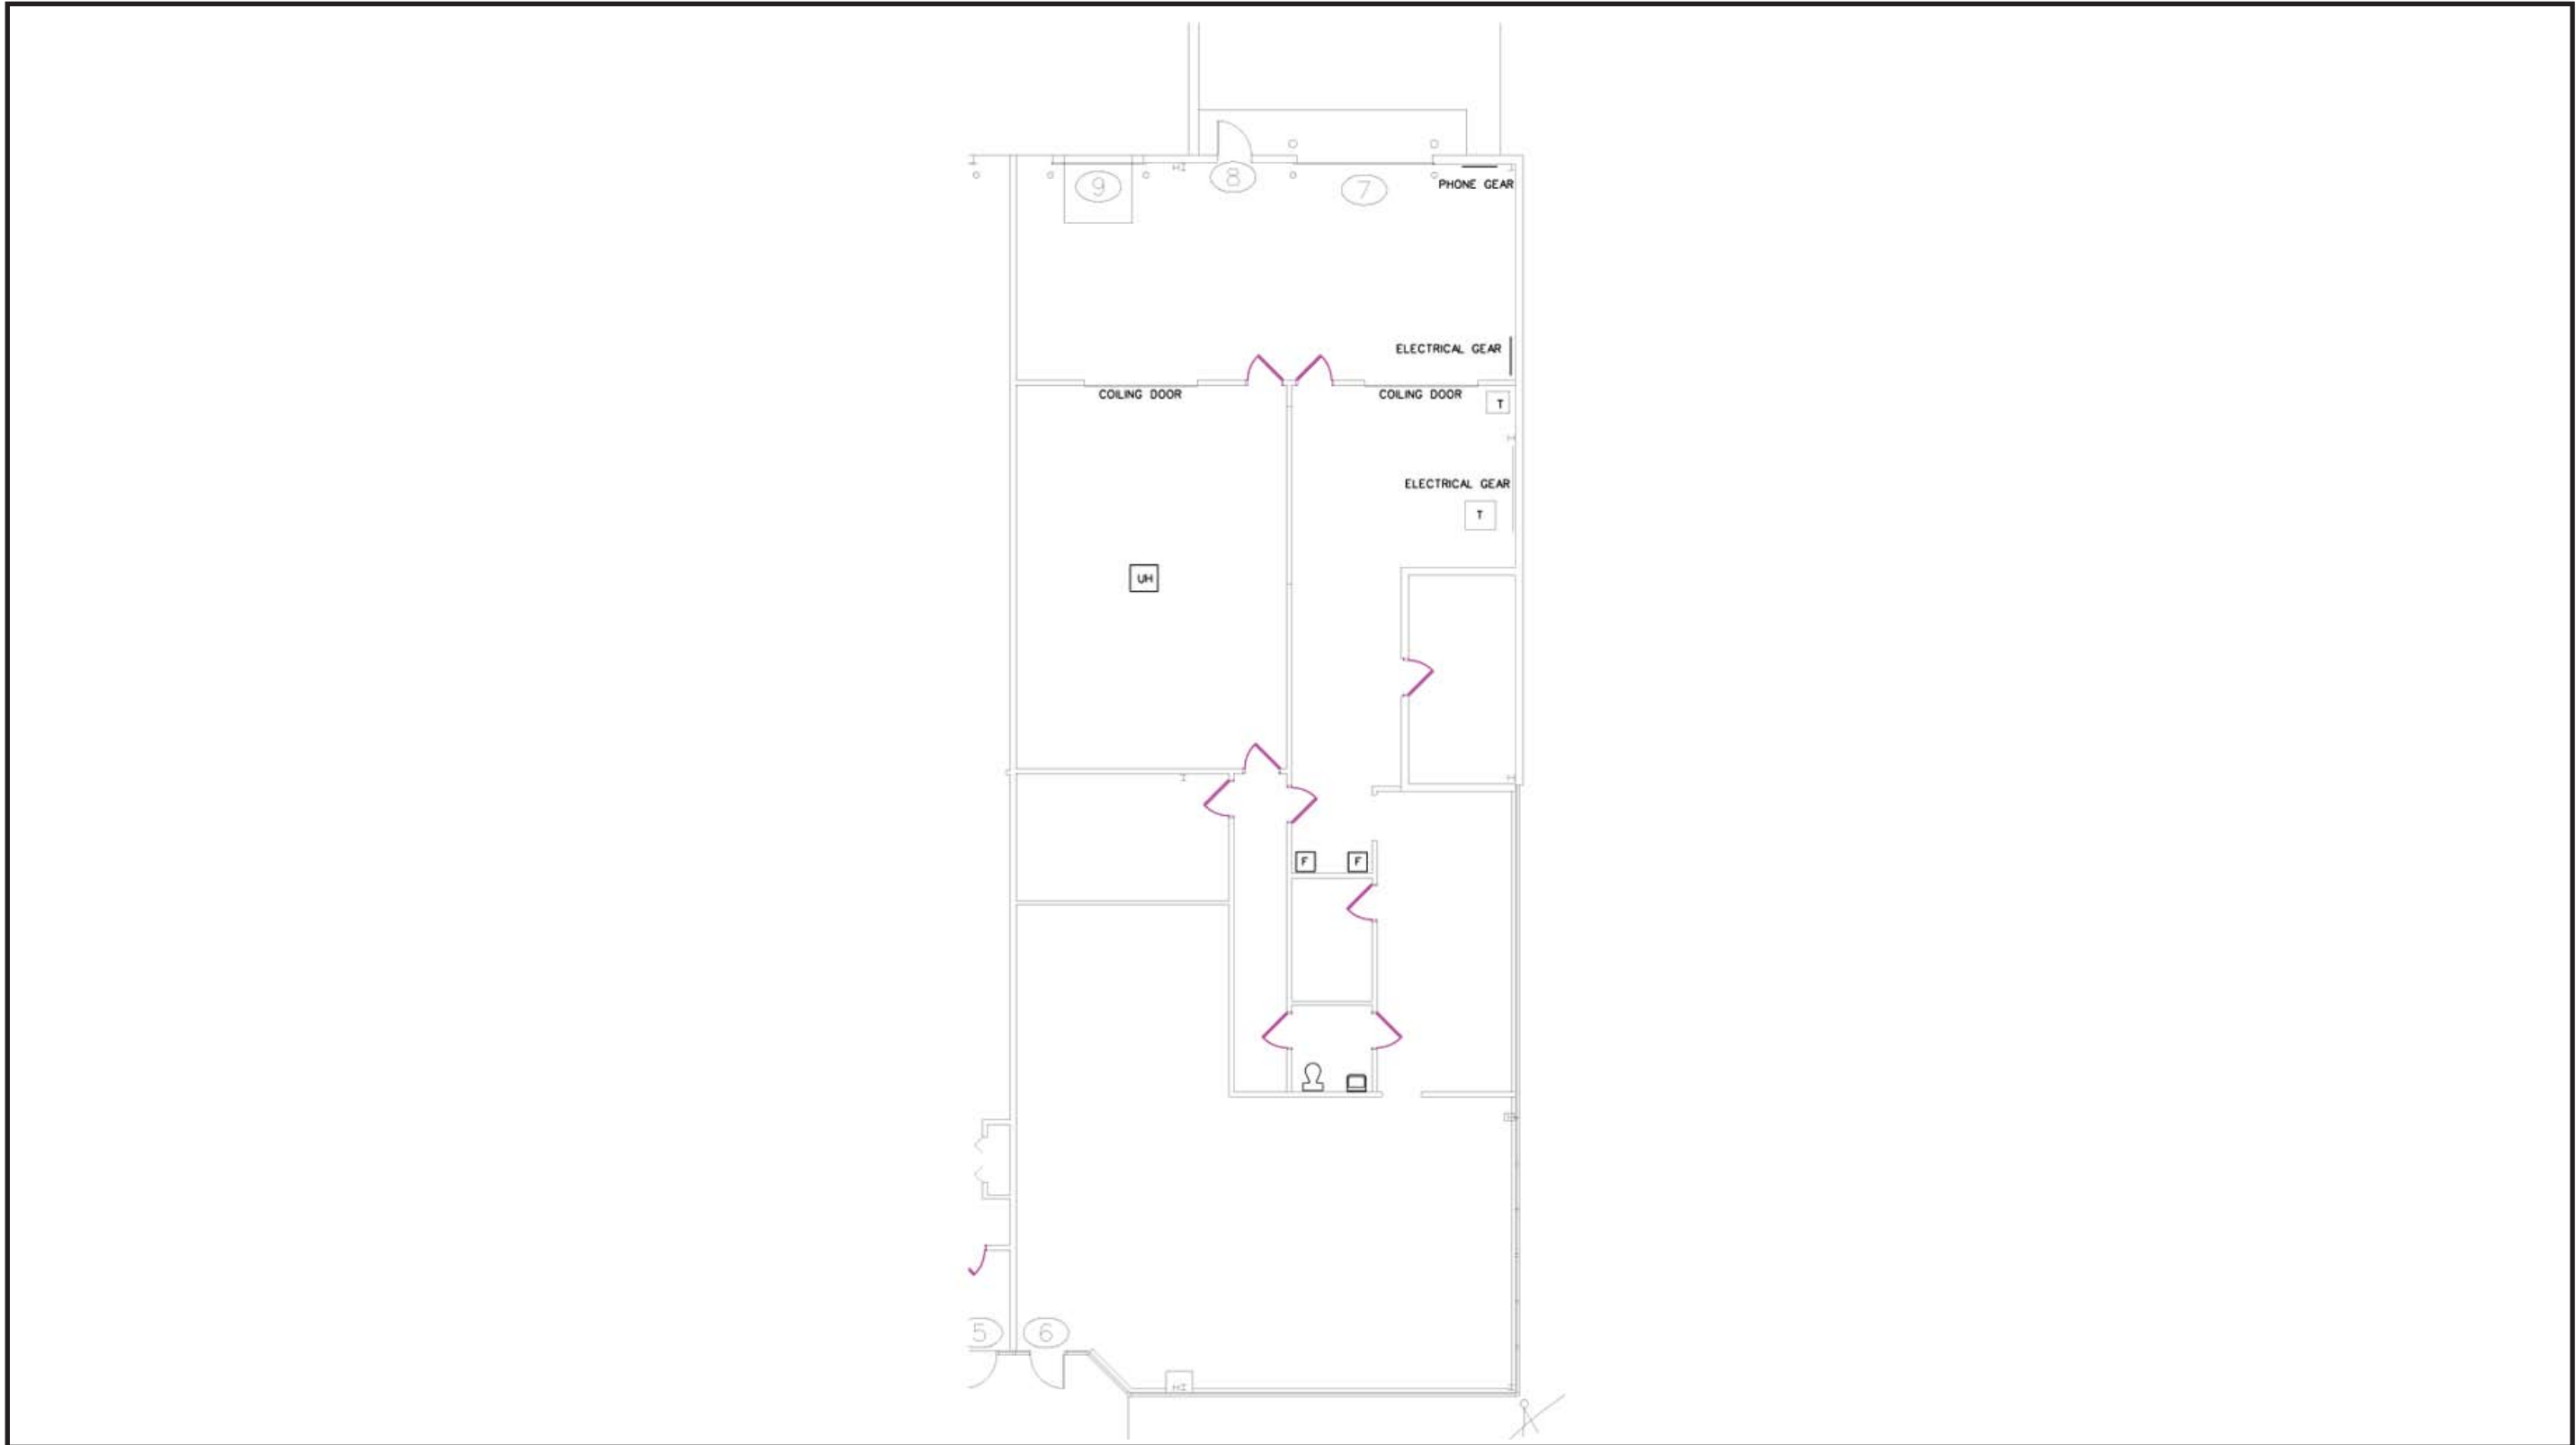 9
8
7
PHONE GEAR
ELECTRICAL GEAR
COILING DOOR
COILING DOOR
T
ELECTRICAL GEAR
T
UH
F
F
5
6